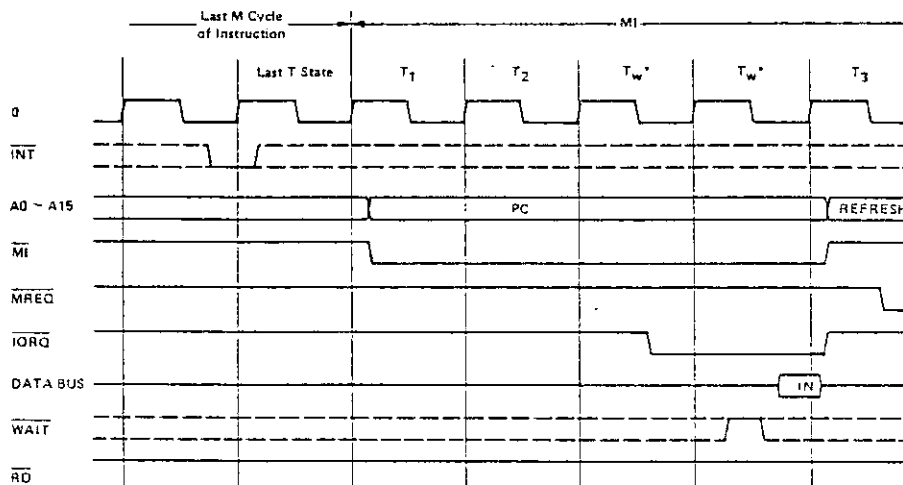 Last M Cycle
of Instruction
M1
Last T State
T1
T2
Tw*
Tw*
T3
Φ
INT
A0 ~ A15
PC
REFRESH
M1
MREQ
IORQ
DATA BUS
IN
WAIT
RD